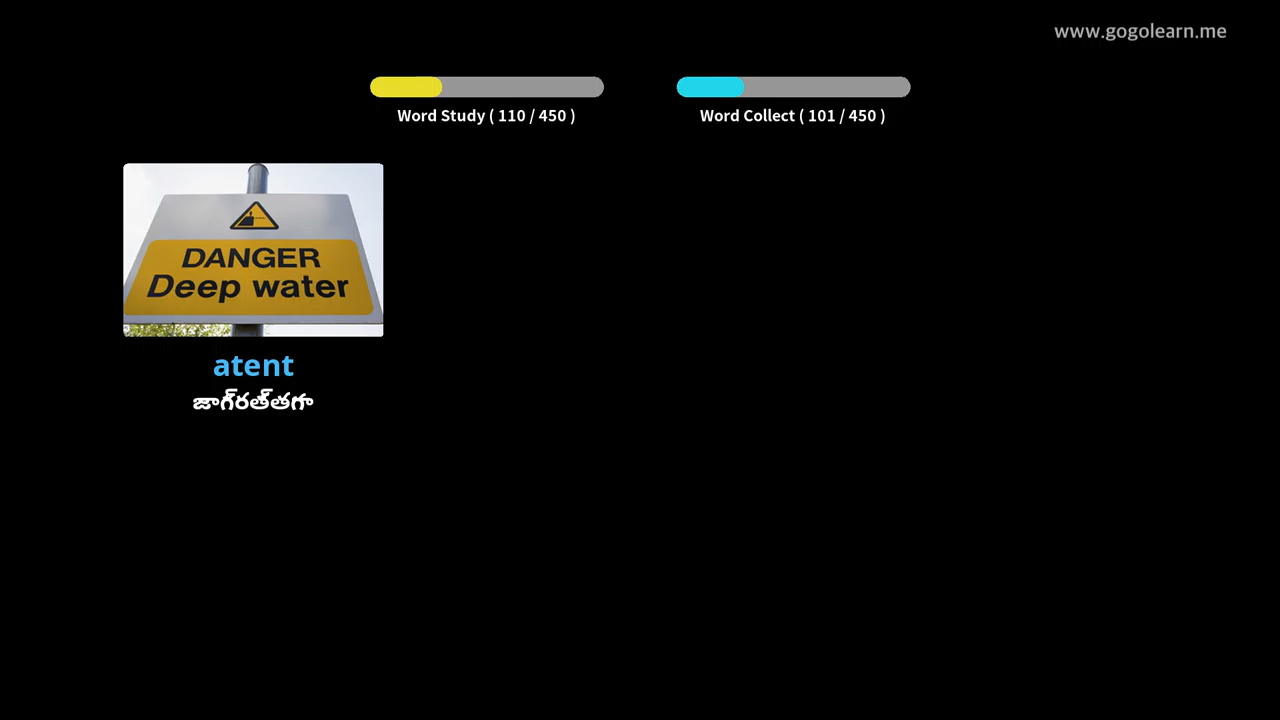 www.gogolearn.me
Word Study ( 110 / 450 )
Word Collect ( 101 / 450 )
DANGER
Deep water
atent
జాగ్రత్తగా